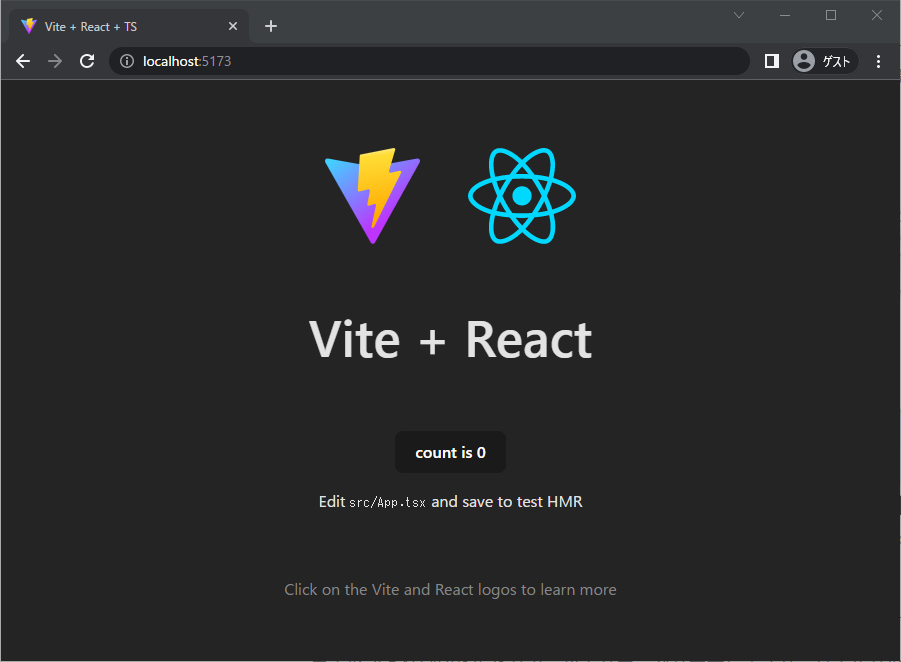 Vite + React + TS
localhost:5173
ゲスト
Vite + React
count is 0
Edit src/App.tsx and save to test HMR
Click on the Vite and React logos to learn more